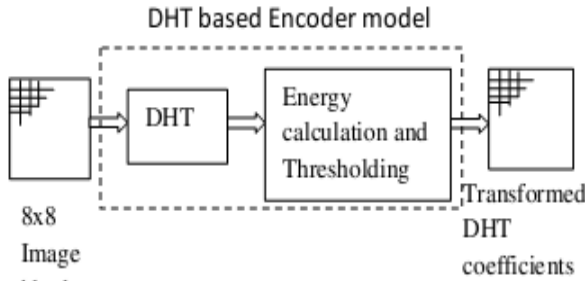 DHT based Encoder model
DHT
Energy
calculation and
Thresholding
8x8
Image
Transformed
DHT
coefficients